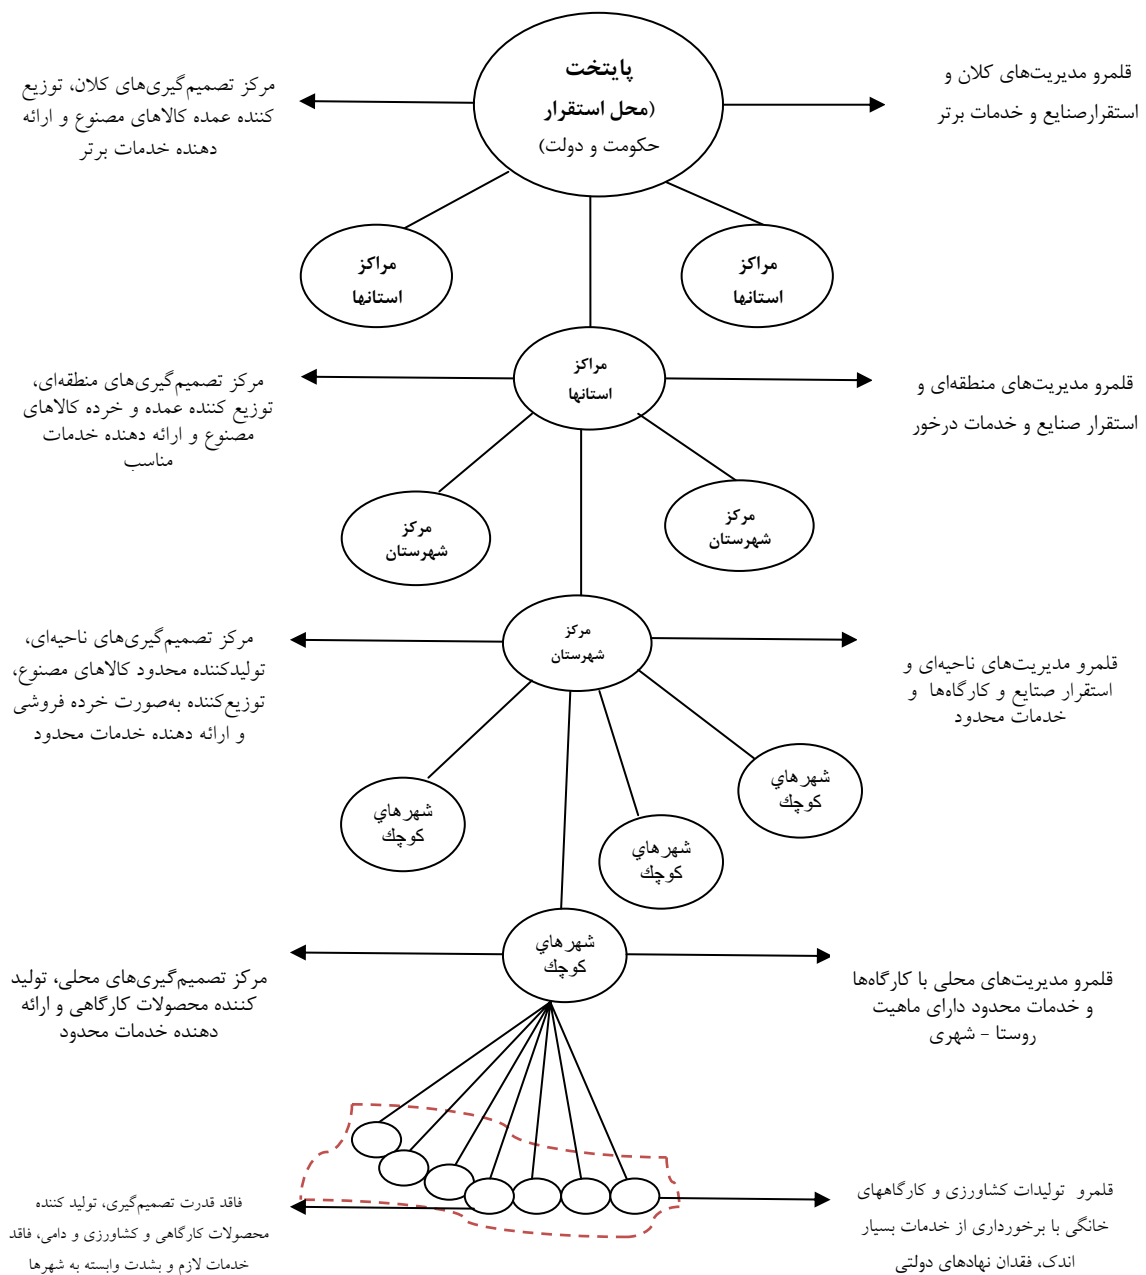 پایتخت
(محل استقرار
حکومت و دولت)
قلمرو مدیریت‌های کلان و
استقرارصنایع و خدمات برتر
مرکز تصمیم‌گیری‌های کلان، توزیع
کننده عمده کالاهای مصنوع و ارائه
دهنده خدمات برتر
مراکز
استانها
مراکز
استانها
مراکز
استانها
قلمرو مدیریت‌های منطقه‌ای و
استقرار صنایع و خدمات درخور
مرکز تصمیم‌گیری‌های منطقه‌ای،
توزیع کننده عمده و خرده کالاهای
مصنوع و ارائه دهنده خدمات
مناسب
مرکز
شهرستان
مرکز
شهرستان
مرکز
شهرستان
قلمرو مدیریت‌های ناحیه‌ای و
استقرار صتایع و کارگاه‌ها و
خدمات محدود
مرکز تصمیم‌گیری‌های ناحیه‌ای،
تولیدکننده محدود کالاهای مصنوع،
توزیع‌کننده به‌صورت خرده فروشی
و ارائه دهنده خدمات محدود
شهرهاي
كوچك
شهرهاي
كوچك
شهرهاي
كوچك
شهرهاي
كوچك
قلمرو مدیریت‌های محلی با کارگاه‌ها
و خدمات محدود دارای ماهیت
روستا - شهری
مرکز تصمیم‌گیری‌های محلی، تولید
کننده محصولات کارگاهی و ارائه
دهنده خدمات محدود
قلمرو تولیدات کشاورزی و کارگاههای
خانگی با برخورداری از خدمات بسیار
اندک، فقدان نهادهای دولتی
فاقد قدرت تصمیم‌گیری، تولید کننده
محصولات کارگاهی و کشاورزی و دامی، فاقد
خدمات لازم و بشدت وابسته به شهرها